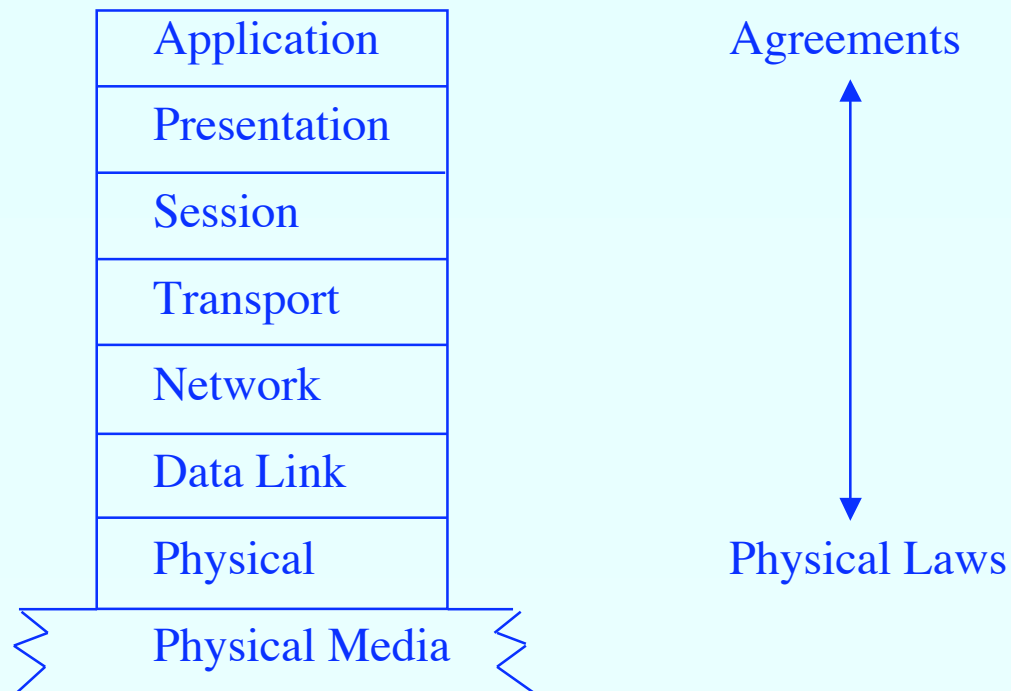 Application
Presentation
Session
Transport
Network
Data Link
Physical
Physical Media
Agreements
Physical Laws